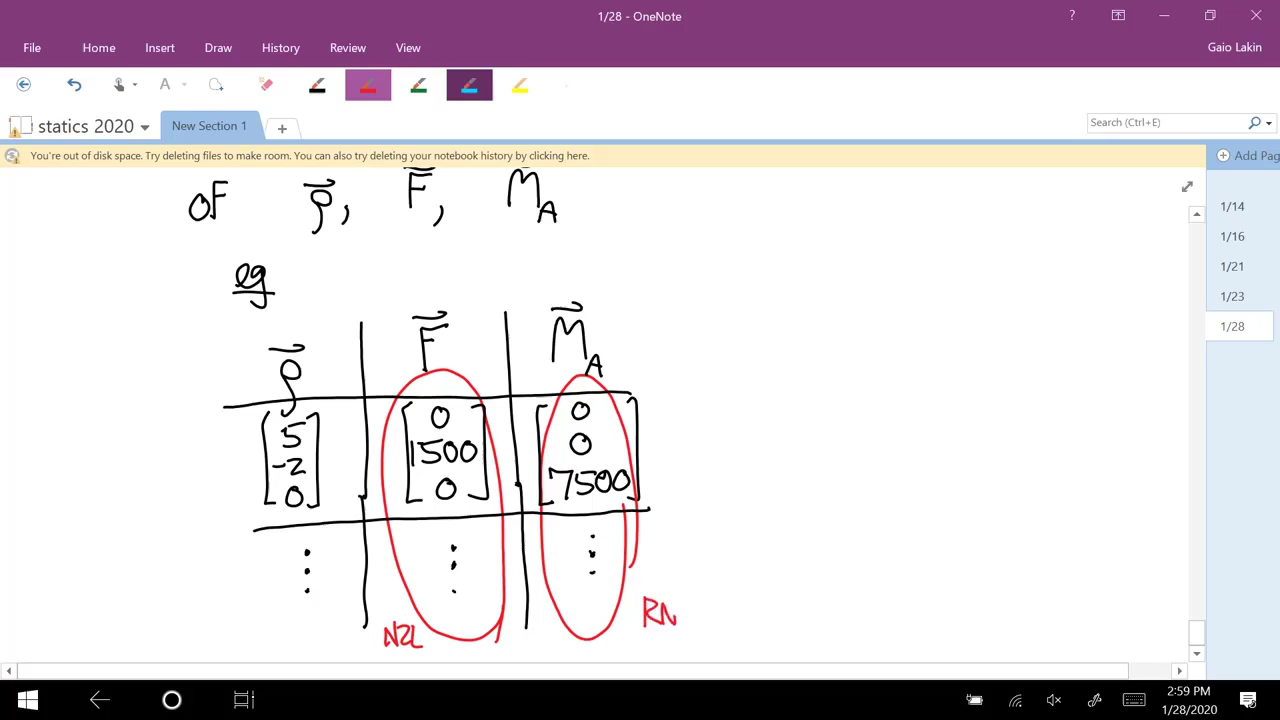 1/28 - OneNote
?
File Home Insert Draw History Review View
Gaio Lakin
A
statics 2020
New Section 1
+
Search (Ctrl+E)
You're out of disk space. Try deleting files to make room. You can also try deleting your notebook history by clicking here.
Add Pag
1/14
1/16
1/21
1/23
1/28
OF ρ⃗, F⃗, M⃗A
eg
ρ⃗ F⃗ M⃗A
5 0 0
-2 1500 0
0 0 7500
⋮ ⋮ ⋮
N2L RN
2:59 PM
1/28/2020